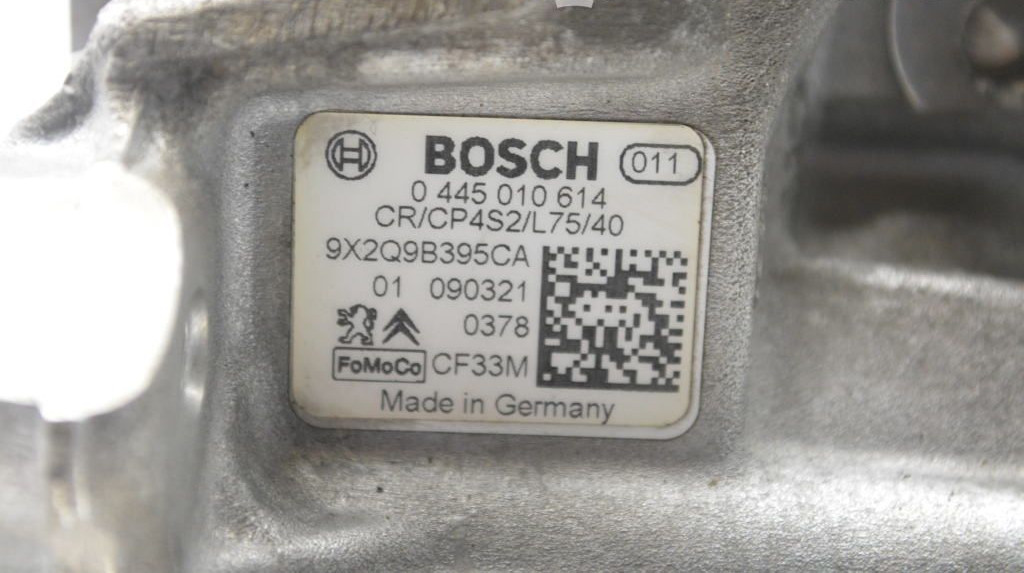 BOSCH 011
0 445 010 614
CR/CP4S2/L75/40
9X2Q9B395CA
01 090321
0378
FoMoCo CF33M
Made in Germany